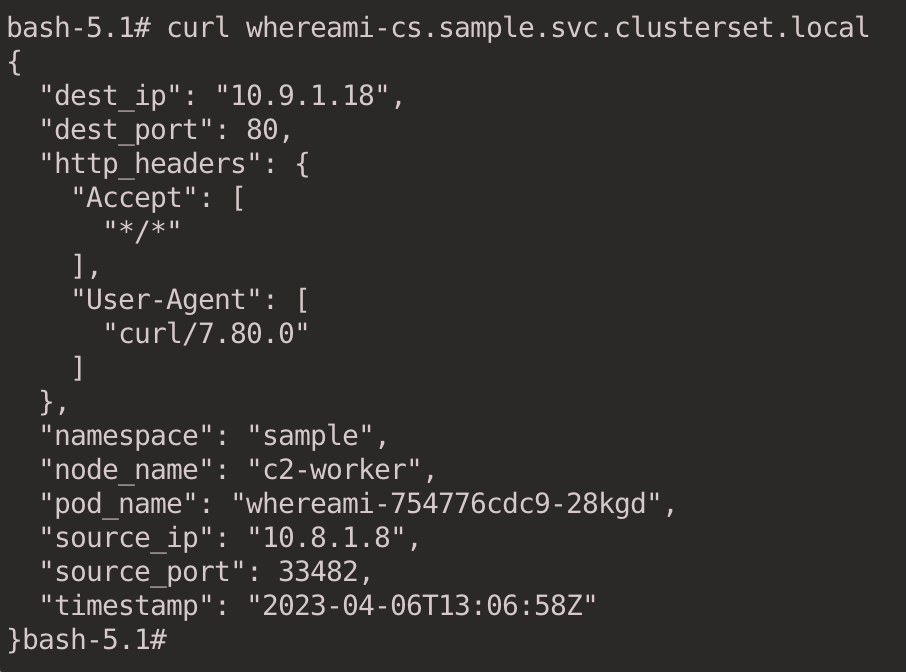 bash-5.1# curl whereami-cs.sample.svc.clusterset.local
{
  "dest_ip": "10.9.1.18",
  "dest_port": 80,
  "http_headers": {
    "Accept": [
      "*/*"
    ],
    "User-Agent": [
      "curl/7.80.0"
    ]
  },
  "namespace": "sample",
  "node_name": "c2-worker",
  "pod_name": "whereami-754776cdc9-28kgd",
  "source_ip": "10.8.1.8",
  "source_port": 33482,
  "timestamp": "2023-04-06T13:06:58Z"
}bash-5.1#